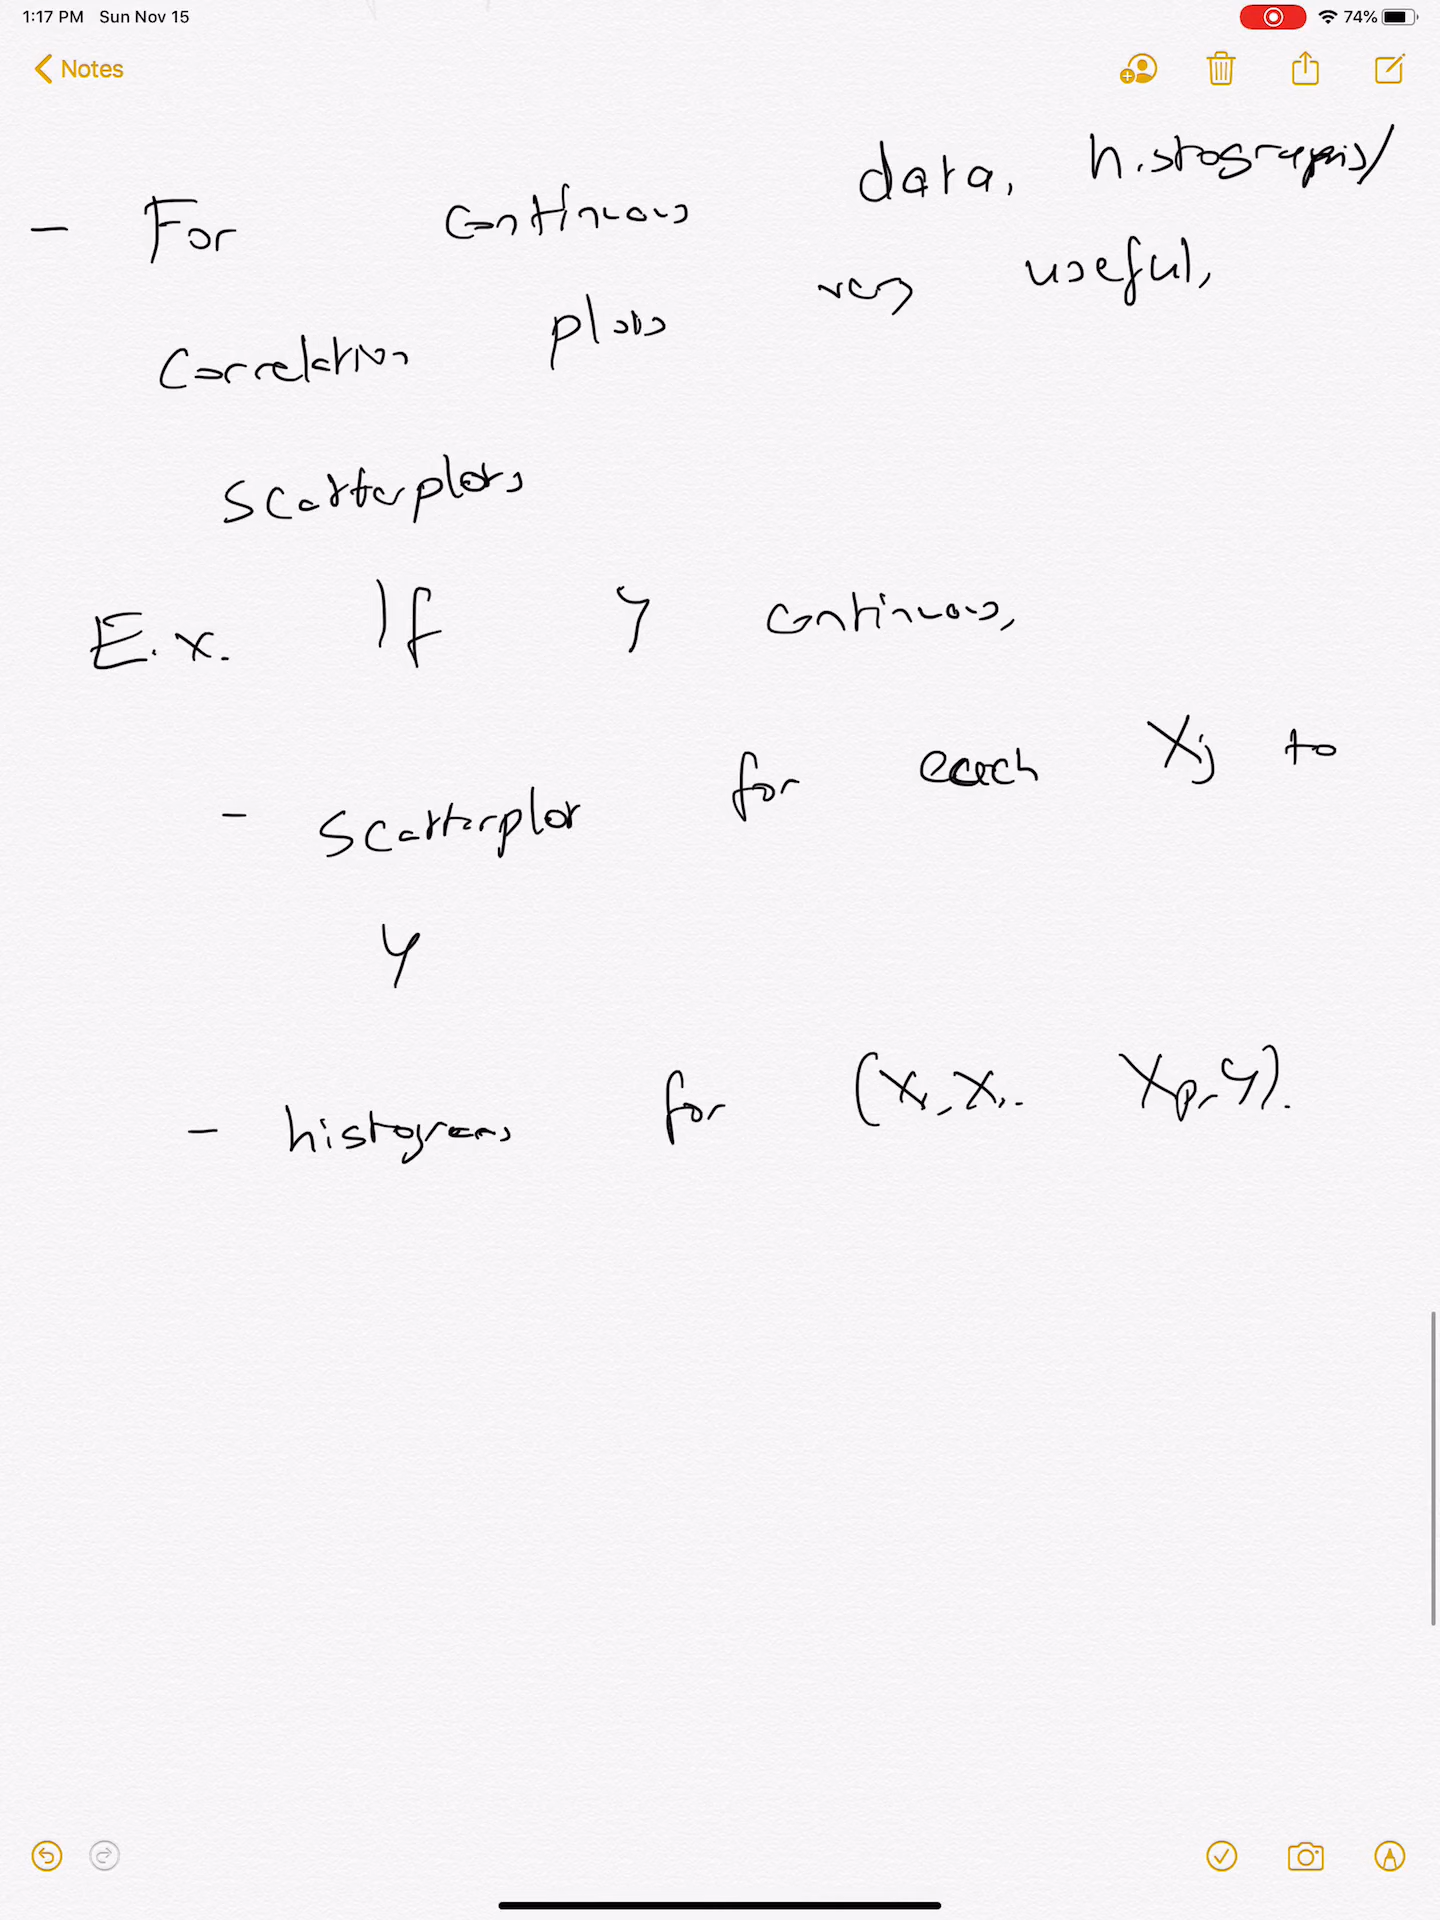 1:17 PM Sun Nov 15 74%
Notes
- For continuous data, histograms/
correlation plots very useful,
scatterplots
E.x. If Y continuous,
- scatterplot for each Xj to
Y
- histograms for (X1, X2.. Xp, Y).